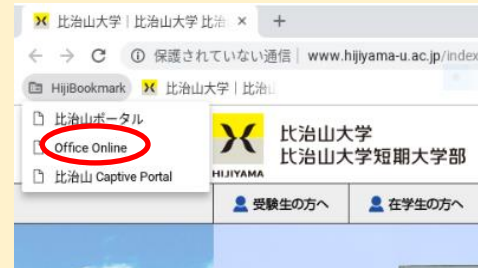 比治山大学｜比治山大学 比治
保護されていない通信 | www.hijiyama-u.ac.jp/index
HijiBookmark 比治山大学｜比治山
比治山ポータル
Office Online
比治山 Captive Portal
比治山大学
比治山大学短期大学部
HIJIYAMA
受験生の方へ 在学生の方へ